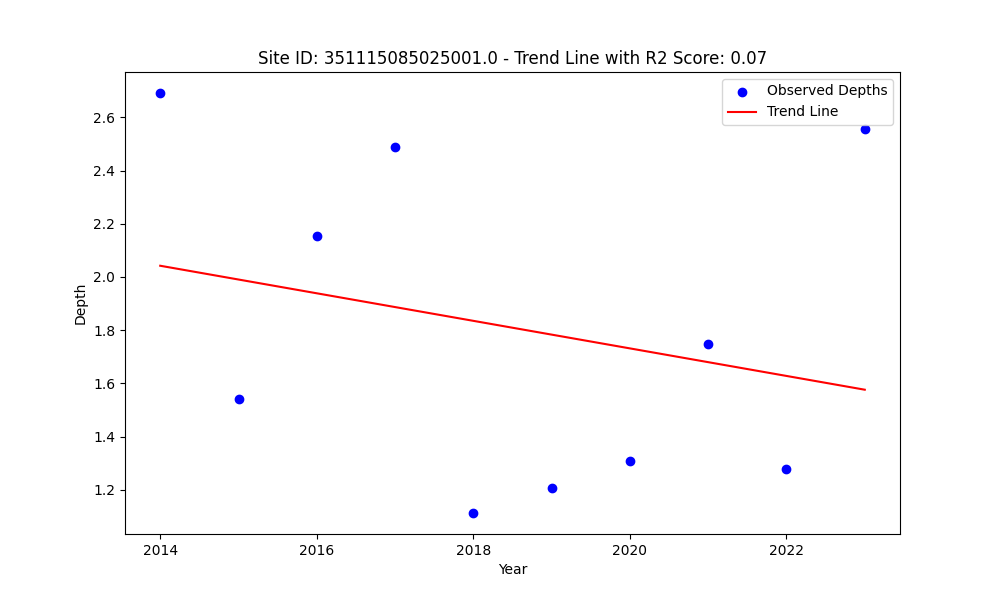 Site ID: 351115085025001.0 - Trend Line with R2 Score: 0.07
Observed Depths
Trend Line
2.6
2.4
2.2
2.0
1.8
1.6
1.4
1.2
Depth
2014
2016
2018
2020
2022
Year